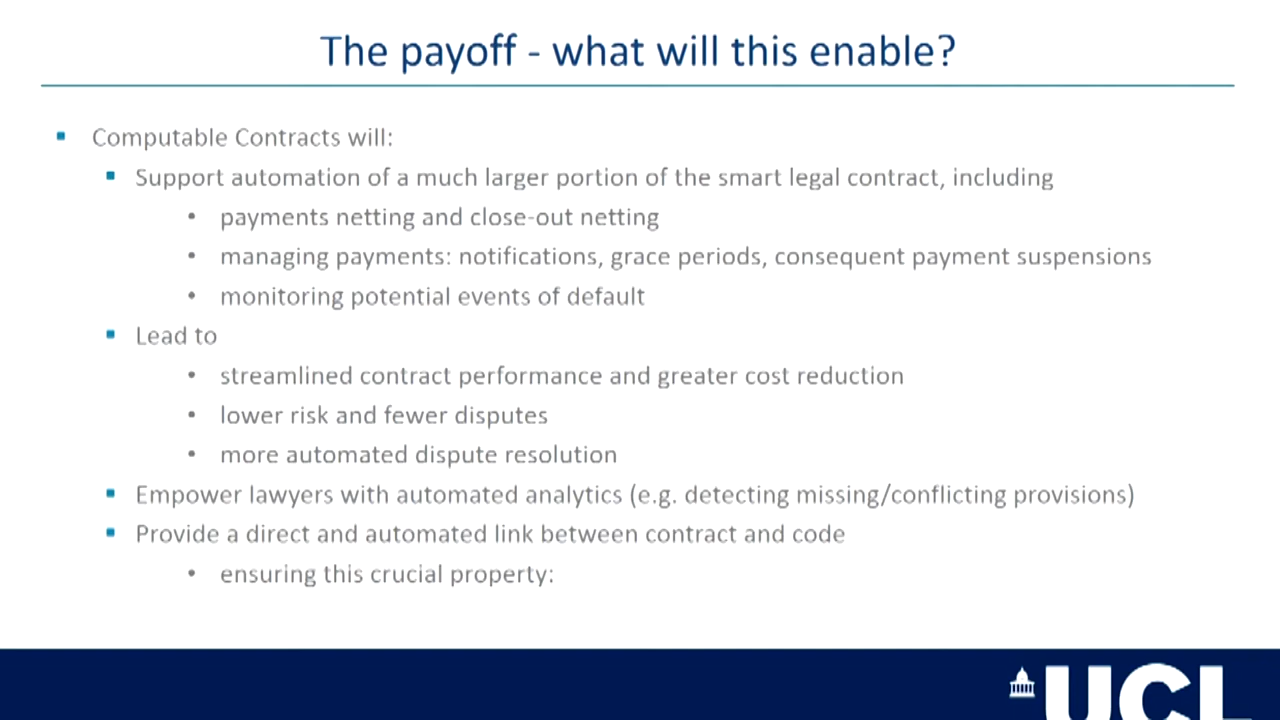 The payoff - what will this enable?
Computable Contracts will:
Support automation of a much larger portion of the smart legal contract, including
payments netting and close-out netting
managing payments: notifications, grace periods, consequent payment suspensions
monitoring potential events of default
Lead to
streamlined contract performance and greater cost reduction
lower risk and fewer disputes
more automated dispute resolution
Empower lawyers with automated analytics (e.g. detecting missing/conflicting provisions)
Provide a direct and automated link between contract and code
ensuring this crucial property:
UCL